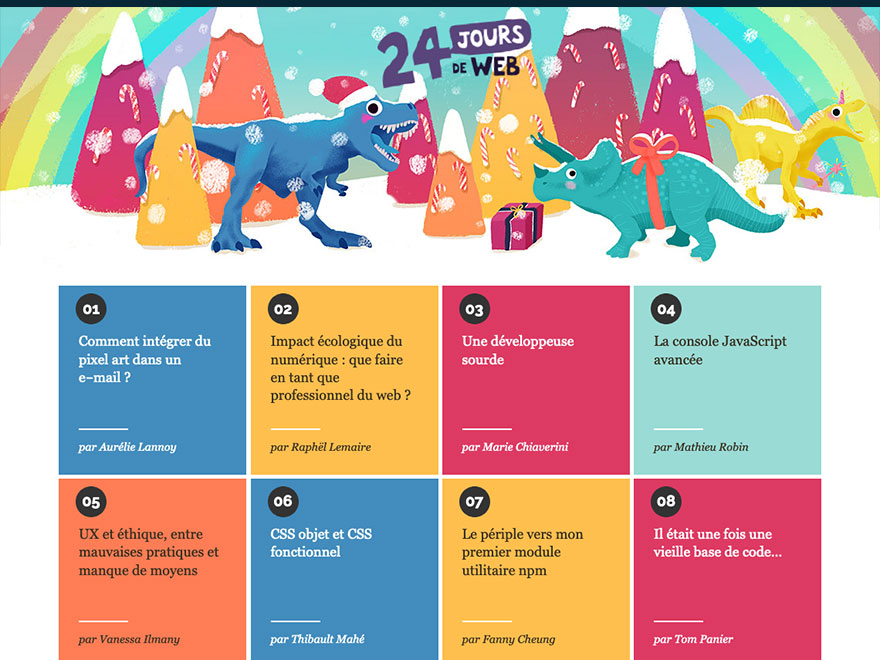 24 JOURS
DE WEB
01
Comment intégrer du
pixel art dans un
e-mail ?
par Aurélie Lannoy
02
Impact écologique du
numérique : que faire
en tant que
professionnel du web ?
par Raphël Lemaire
03
Une développeuse
sourde
par Marie Chiaverini
04
La console JavaScript
avancée
par Mathieu Robin
05
UX et éthique, entre
mauvaises pratiques et
manque de moyens
par Vanessa Ilmany
06
CSS objet et CSS
fonctionnel
par Thibault Mahé
07
Le périple vers mon
premier module
utilitaire npm
par Fanny Cheung
08
Il était une fois une
vieille base de code...
par Tom Panier